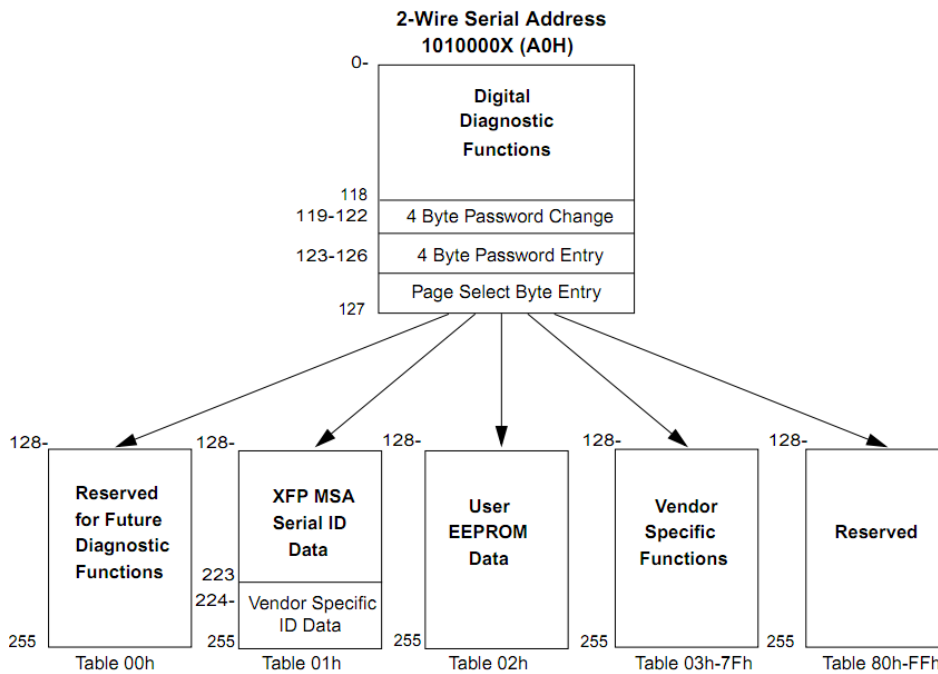 2-Wire Serial Address
1010000X (A0H)
0-
Digital
Diagnostic
Functions
118
119-122
4 Byte Password Change
123-126
4 Byte Password Entry
Page Select Byte Entry
127
128-
128-
128-
128-
128-
Reserved
for Future
Diagnostic
Functions
XFP MSA
Serial ID
Data
User
EEPROM
Data
Vendor
Specific
Functions
Reserved
223
224-
Vendor Specific
ID Data
255
255
255
255
255
Table 00h
Table 01h
Table 02h
Table 03h-7Fh
Table 80h-FFh